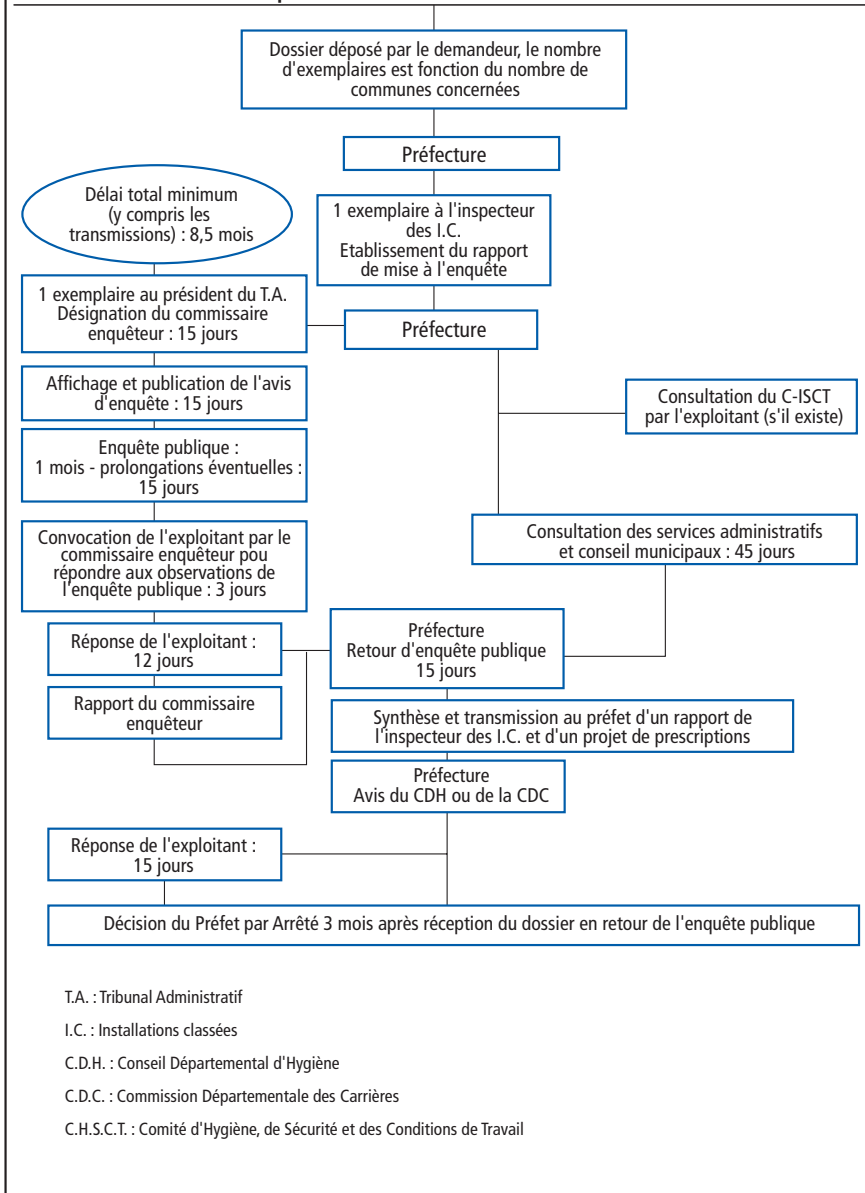 Dossier déposé par le demandeur, le nombre
d'exemplaires est fonction du nombre de
communes concernées
Préfecture
Délai total minimum
(y compris les
transmissions) : 8,5 mois
1 exemplaire à l'inspecteur
des I.C.
Etablissement du rapport
de mise à l'enquête
1 exemplaire au président du T.A.
Désignation du commissaire
enquêteur : 15 jours
Préfecture
Affichage et publication de l'avis
d'enquête : 15 jours
Consultation du C-ISCT
par l'exploitant (s'il existe)
Enquête publique :
1 mois - prolongations éventuelles :
15 jours
Consultation des services administratifs
et conseil municipaux : 45 jours
Convocation de l'exploitant par le
commissaire enquêteur pou
répondre aux observations de
l'enquête publique : 3 jours
Réponse de l'exploitant :
12 jours
Préfecture
Retour d'enquête publique
15 jours
Rapport du commissaire
enquêteur
Synthèse et transmission au préfet d'un rapport de
l'inspecteur des I.C. et d'un projet de prescriptions
Préfecture
Avis du CDH ou de la CDC
Réponse de l'exploitant :
15 jours
Décision du Préfet par Arrêté 3 mois après réception du dossier en retour de l'enquête publique
T.A. : Tribunal Administratif
I.C. : Installations classées
C.D.H. : Conseil Départemental d'Hygiène
C.D.C. : Commission Départementale des Carrières
C.H.S.C.T. : Comité d'Hygiène, de Sécurité et des Conditions de Travail